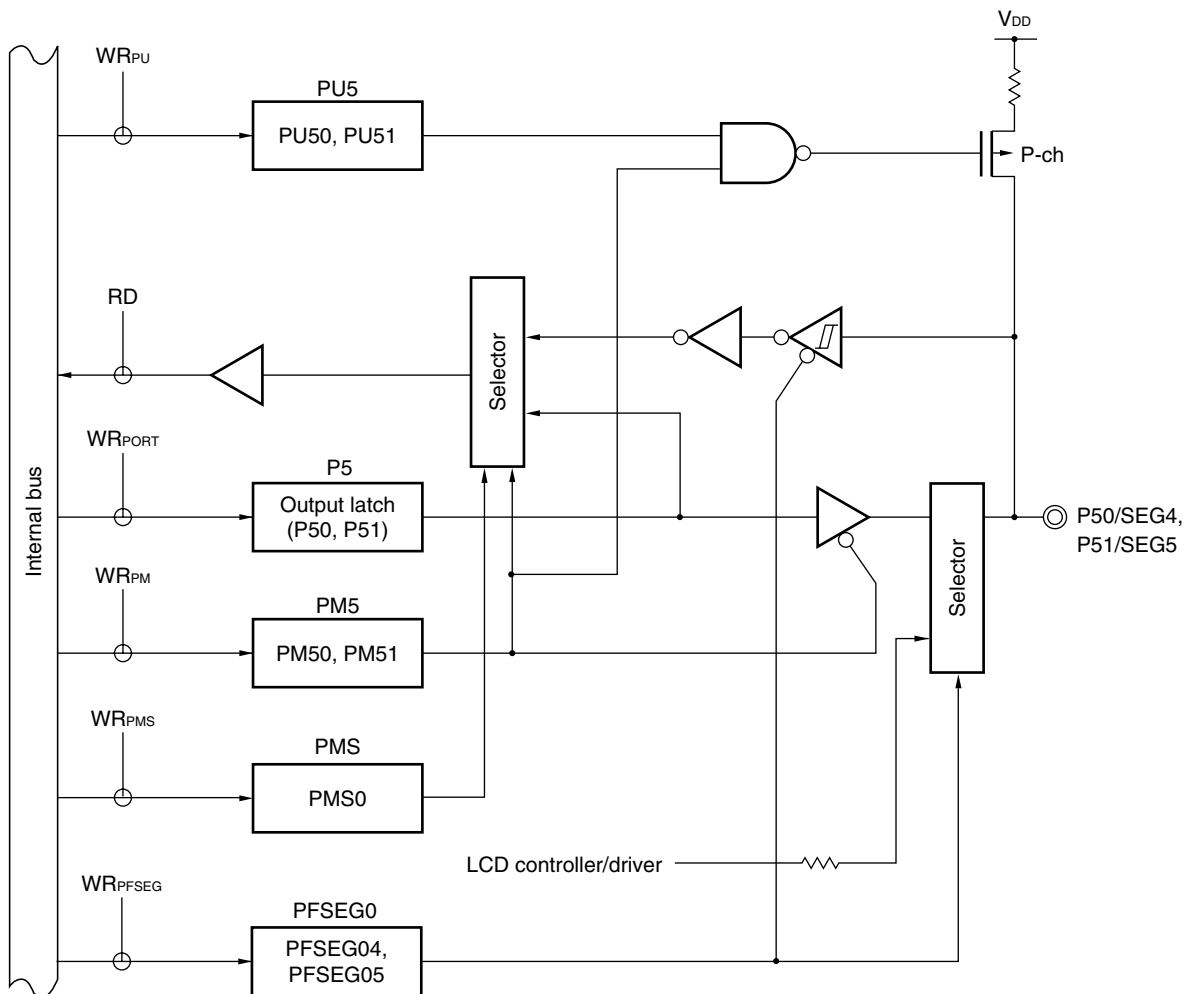 VDD
WRPU
PU5
PU50, PU51
P-ch
RD
Selector
WRPORT
P5
Output latch
(P50, P51)
Internal bus
P50/SEG4,
P51/SEG5
Selector
WRPM
PM5
PM50, PM51
WRPMS
PMS
PMS0
LCD controller/driver
WRPFSEG
PFSEG0
PFSEG04,
PFSEG05